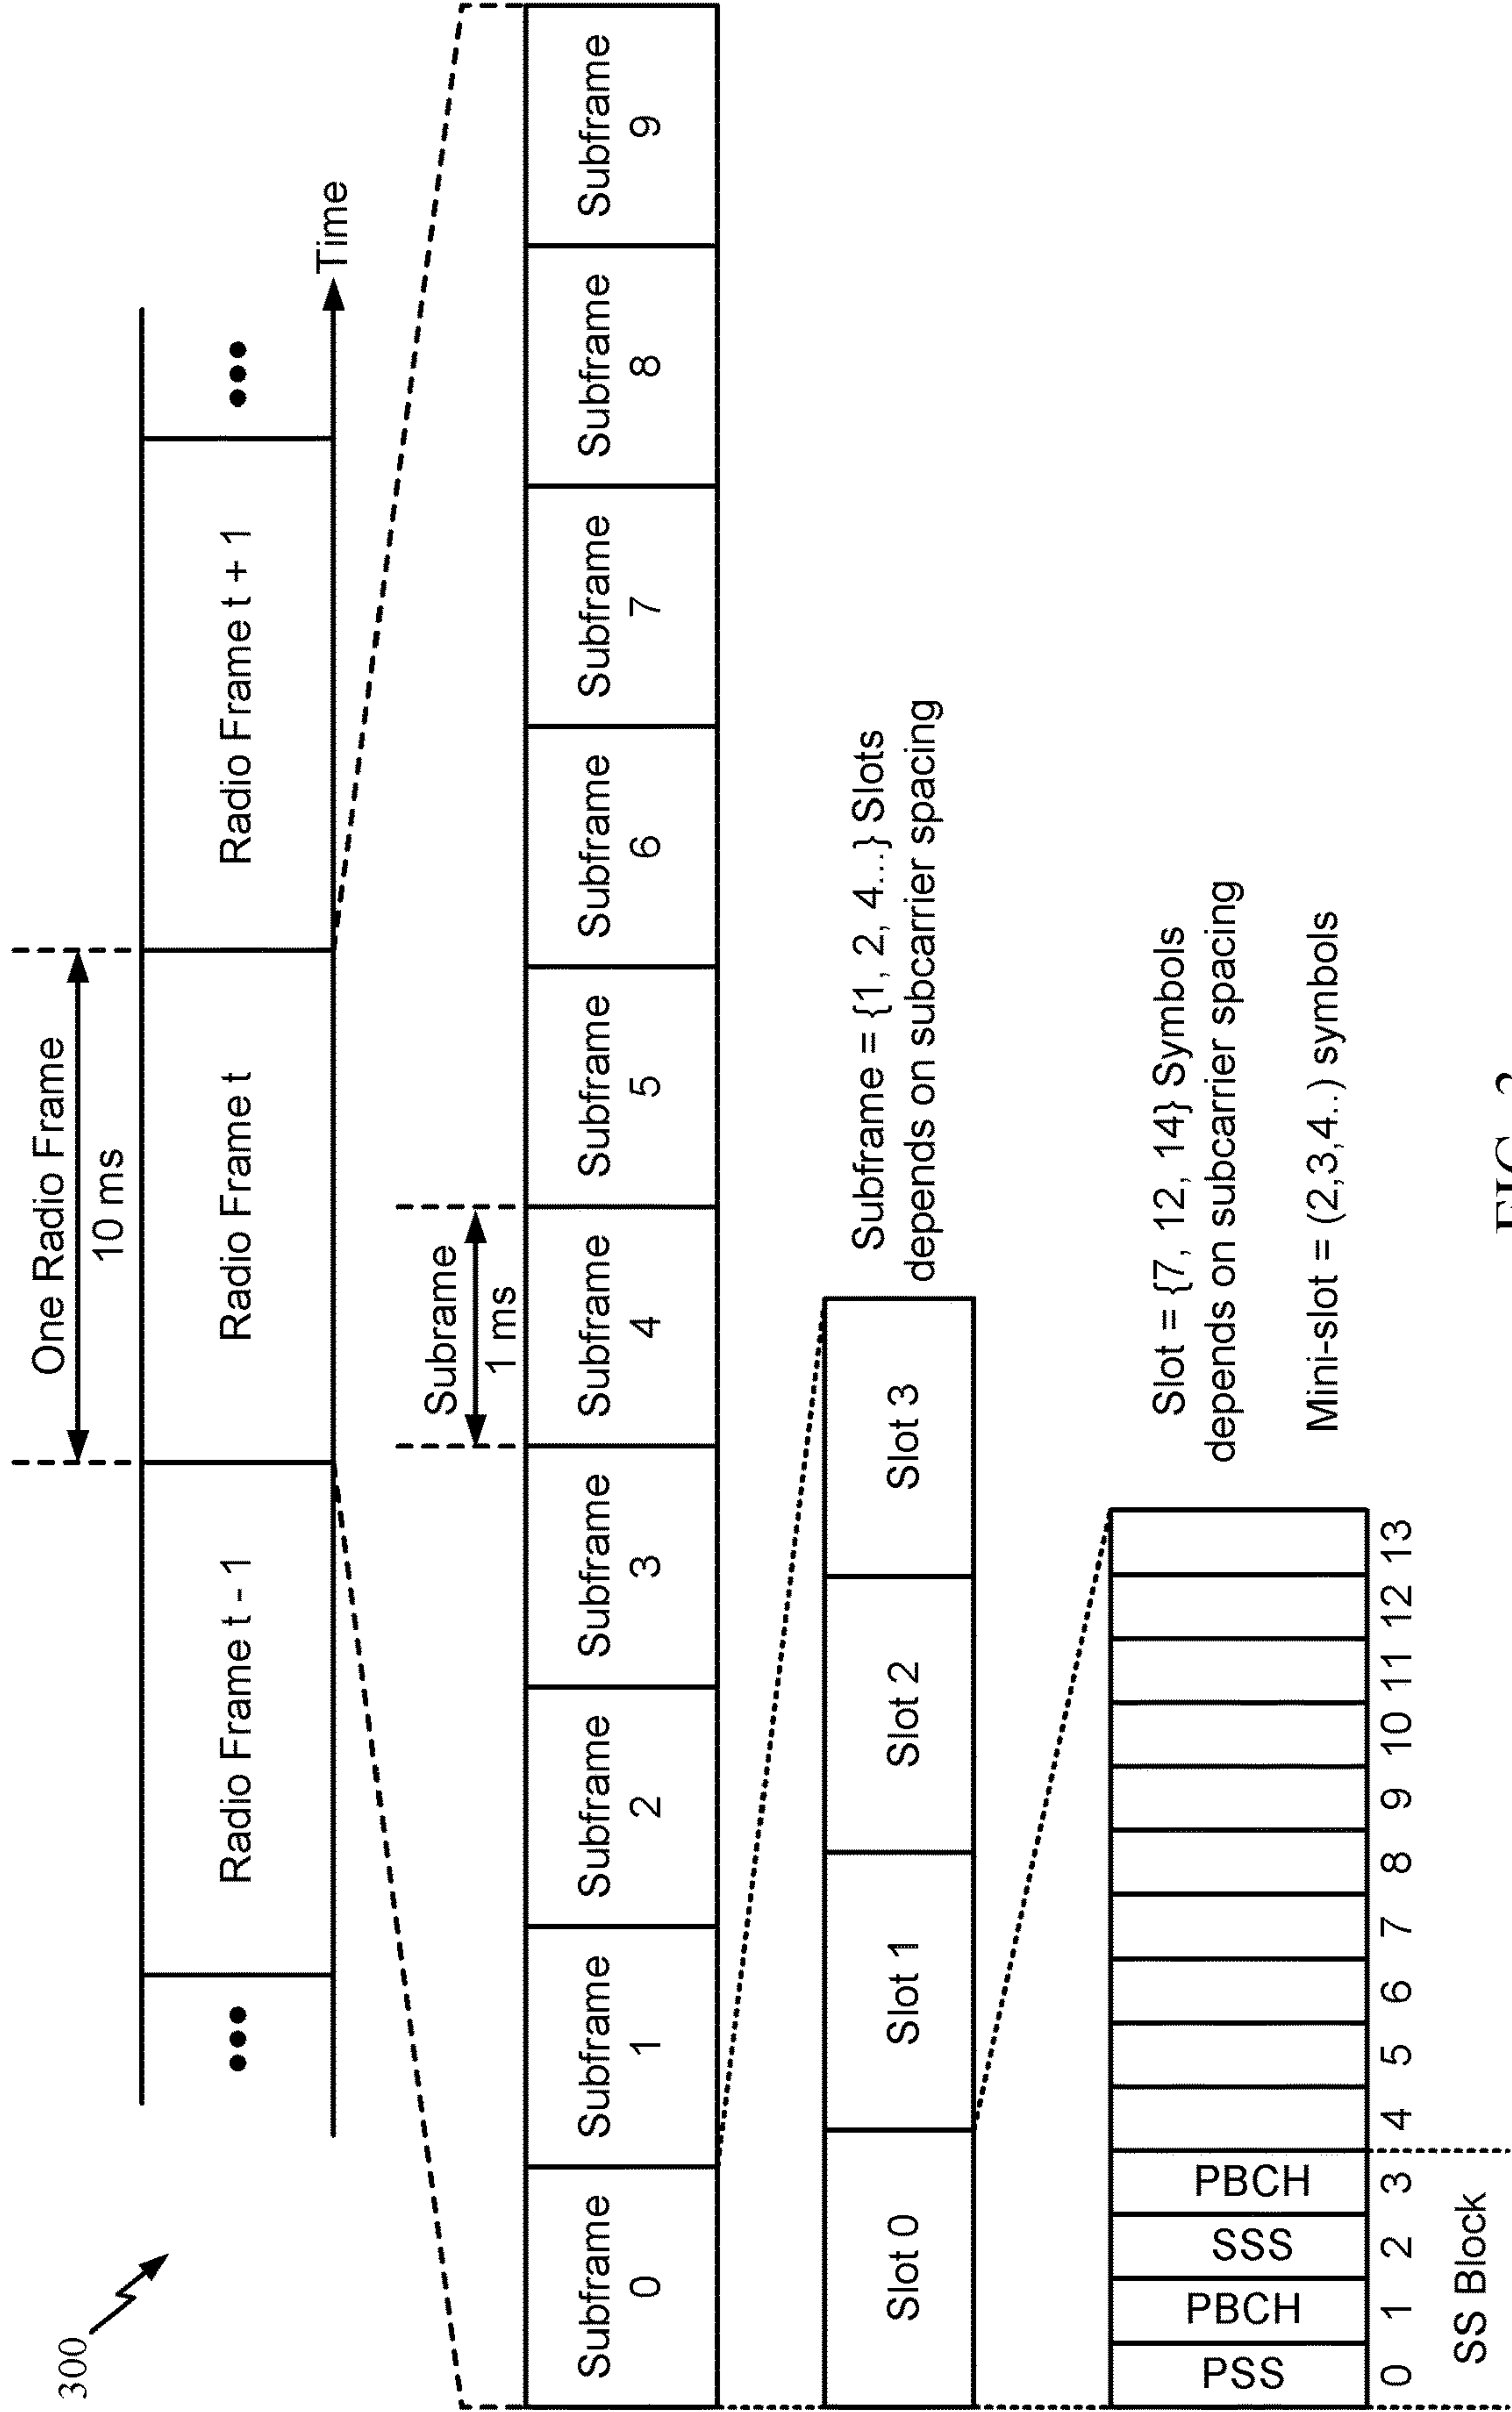 300
One Radio Frame
10 ms
••• Radio Frame t - 1 Radio Frame t Radio Frame t + 1 •••
Time
Subrame
1 ms
Subframe Subframe Subframe Subframe Subframe Subframe Subframe Subframe Subframe Subframe
0 1 2 3 4 5 6 7 8 9
Slot 0 Slot 1 Slot 2 Slot 3
Subframe = {1, 2, 4...} Slots
depends on subcarrier spacing
PSS PBCH SSS PBCH
Slot = {7, 12, 14} Symbols
depends on subcarrier spacing
Mini-slot = (2,3,4..) symbols
0 1 2 3 4 5 6 7 8 9 10 11 12 13
SS Block
FIG.